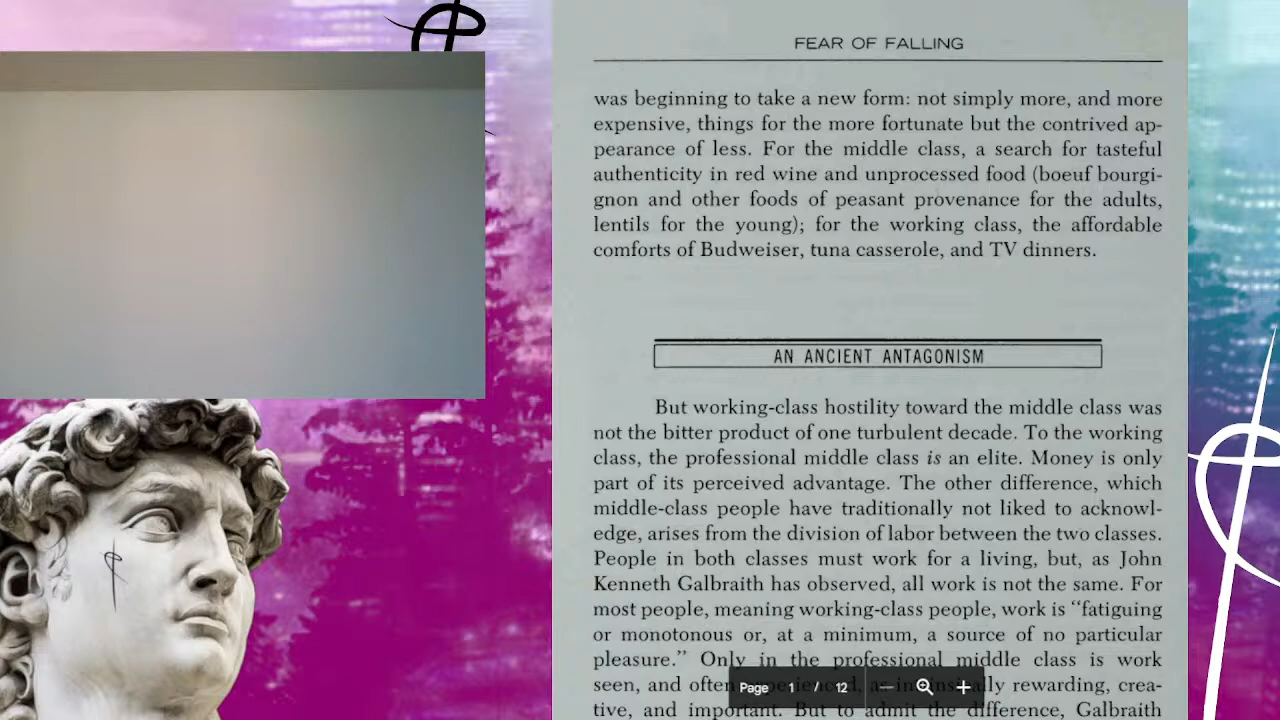 FEAR OF FALLING
was beginning to take a new form: not simply more, and more
expensive, things for the more fortunate but the contrived ap-
pearance of less. For the middle class, a search for tasteful
authenticity in red wine and unprocessed food (boeuf bourgi-
gnon and other foods of peasant provenance for the adults,
lentils for the young); for the working class, the affordable
comforts of Budweiser, tuna casserole, and TV dinners.
AN ANCIENT ANTAGONISM
But working-class hostility toward the middle class was
not the bitter product of one turbulent decade. To the working
class, the professional middle class is an elite. Money is only
part of its perceived advantage. The other difference, which
middle-class people have traditionally not liked to acknowl-
edge, arises from the division of labor between the two classes.
People in both classes must work for a living, but, as John
Kenneth Galbraith has observed, all work is not the same. For
most people, meaning working-class people, work is “fatiguing
or monotonous or, at a minimum, a source of no particular
pleasure.” Only in the professional middle class is work
seen, and often experienced, as intrinsically rewarding, crea-
tive, and important. But to admit the difference, Galbraith
Page 1 / 12